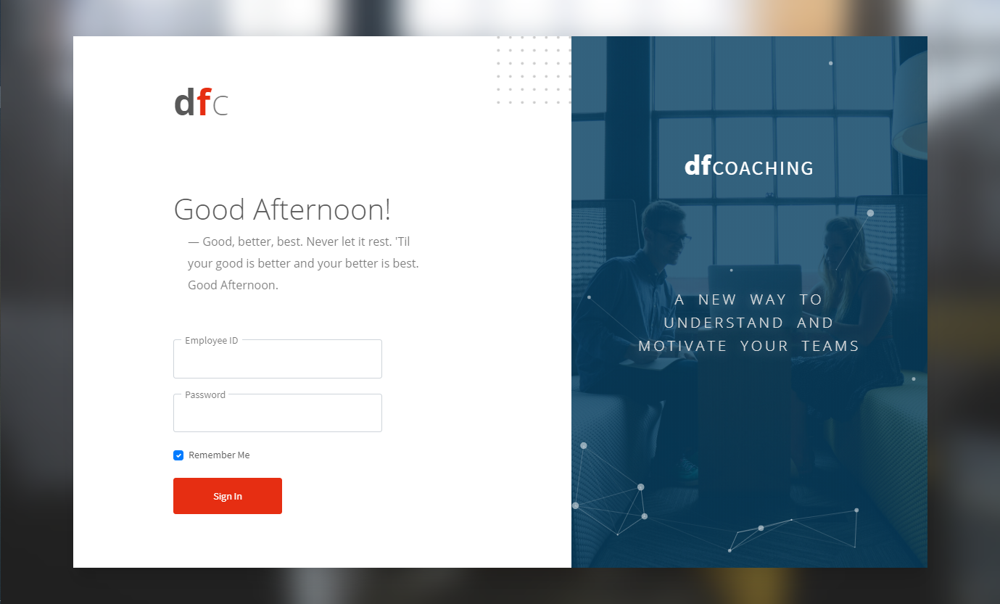 dfc
Good Afternoon!
— Good, better, best. Never let it rest. 'Til
your good is better and your better is best.
Good Afternoon.
Employee ID
Password
Remember Me
Sign In
dfCOACHING
A NEW WAY TO
UNDERSTAND AND
MOTIVATE YOUR TEAMS